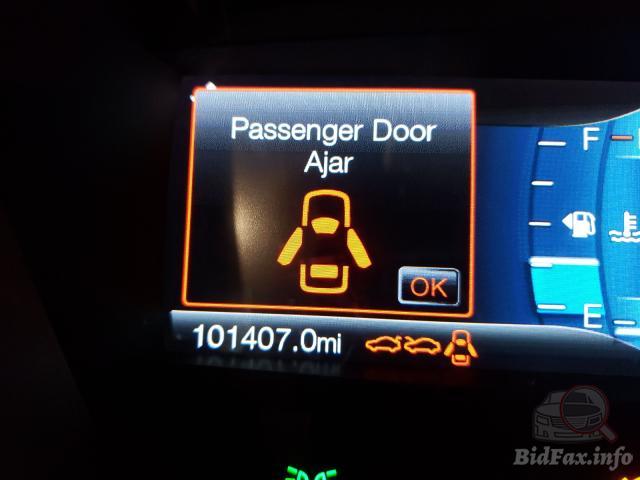 Passenger Door
Ajar
OK
F
E
101407.0mi
BidFax.info